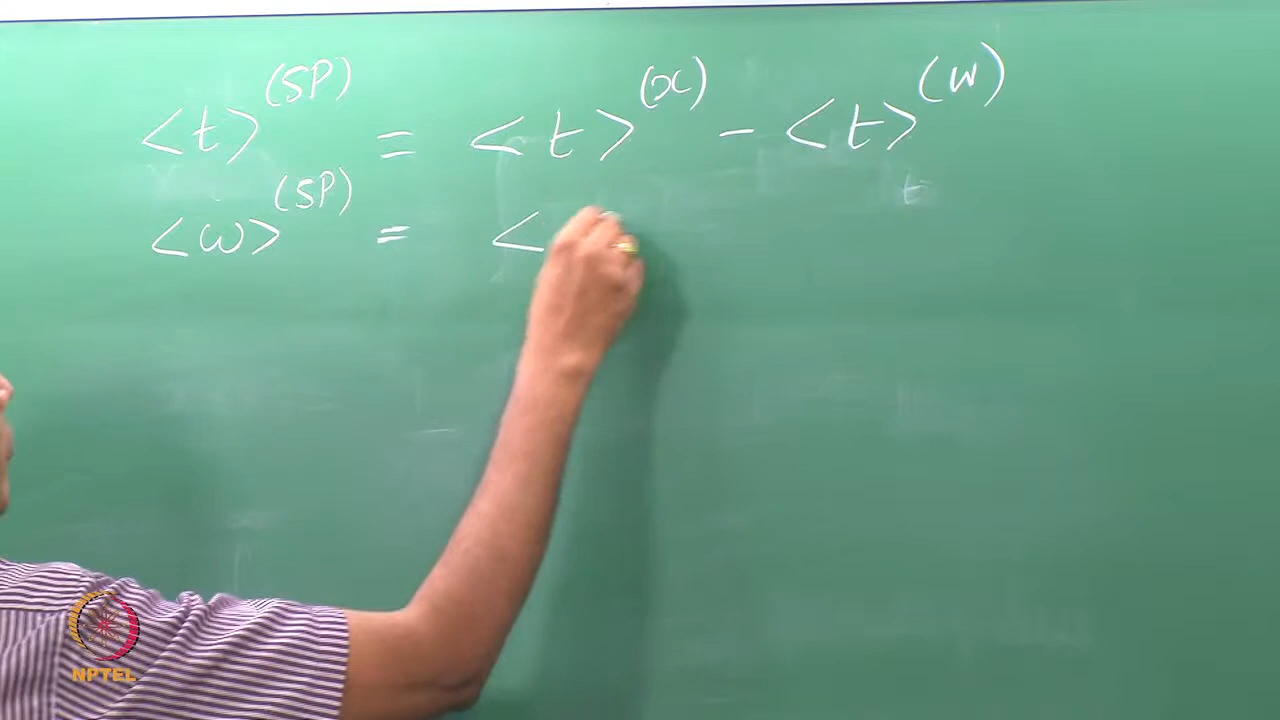 <t>(SP) = <t>(x) - <t>(w)
t
<ω>(SP) = <
NPTEL